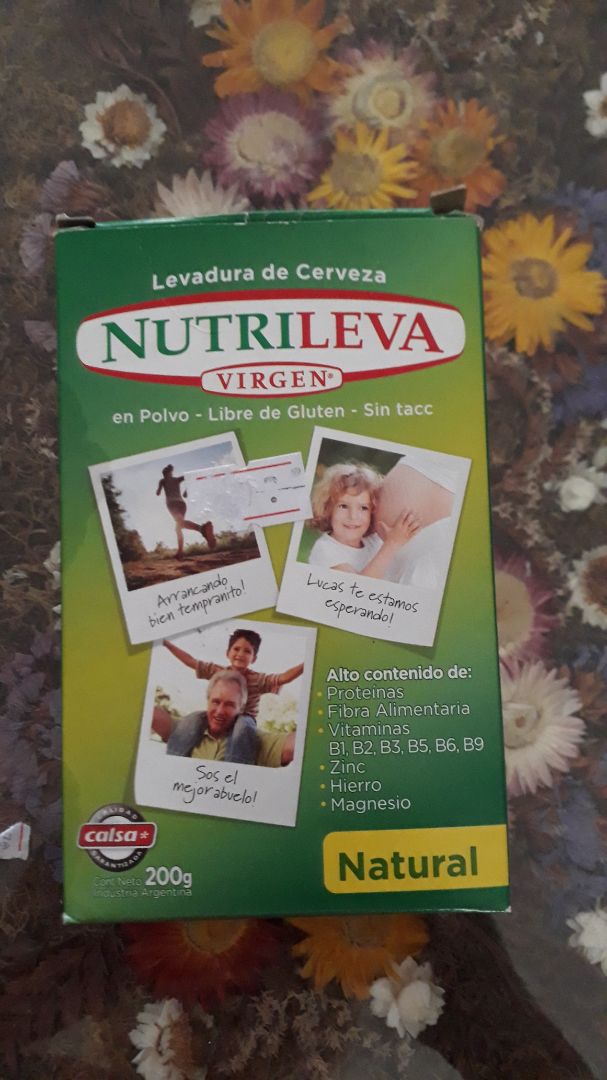 Levadura de Cerveza
NUTRILEVA
VIRGEN®
en Polvo - Libre de Gluten - Sin tacc
Arrancando
bien tempranito!
Lucas te estamos
esperando!
Sos el
mejor abuelo!
Alto contenido de:
• Proteínas
• Fibra Alimentaria
• Vitaminas
B1, B2, B3, B5, B6, B9
• Zinc
• Hierro
• Magnesio
CALIDAD
calsa*
GARANTIZADA
Cont. Neto 200g
Industria Argentina
Natural